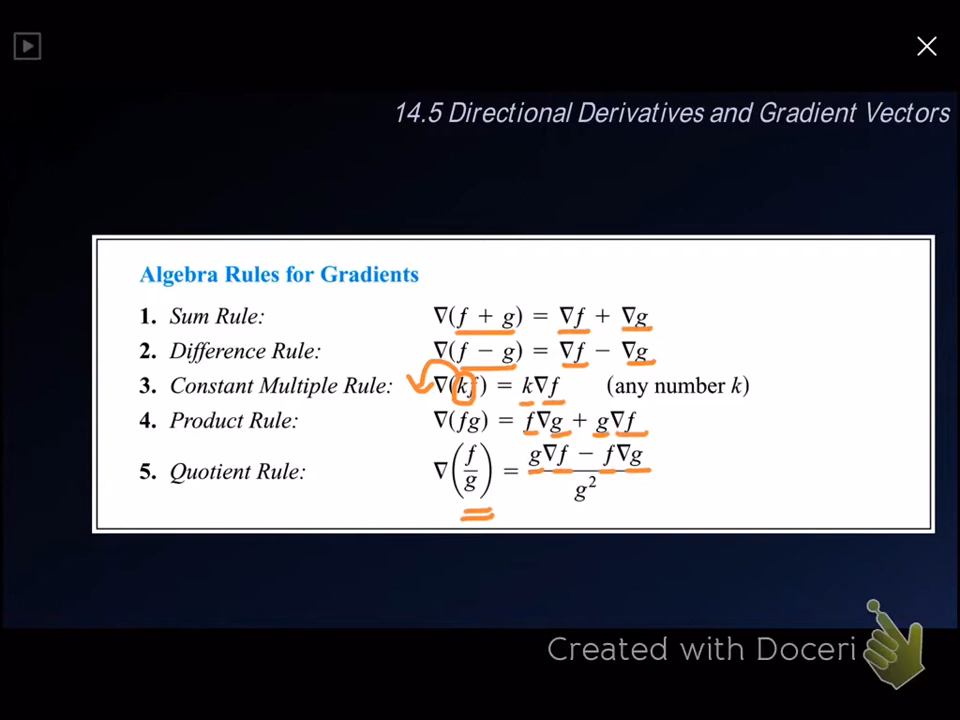 14.5 Directional Derivatives and Gradient Vectors
Algebra Rules for Gradients
1. Sum Rule: ∇(f + g) = ∇f + ∇g
2. Difference Rule: ∇(f − g) = ∇f − ∇g
3. Constant Multiple Rule: ∇(kf) = k∇f (any number k)
4. Product Rule: ∇(fg) = f∇g + g∇f
5. Quotient Rule: ∇(f/g) = (g∇f − f∇g)/g²
Created with Doceri